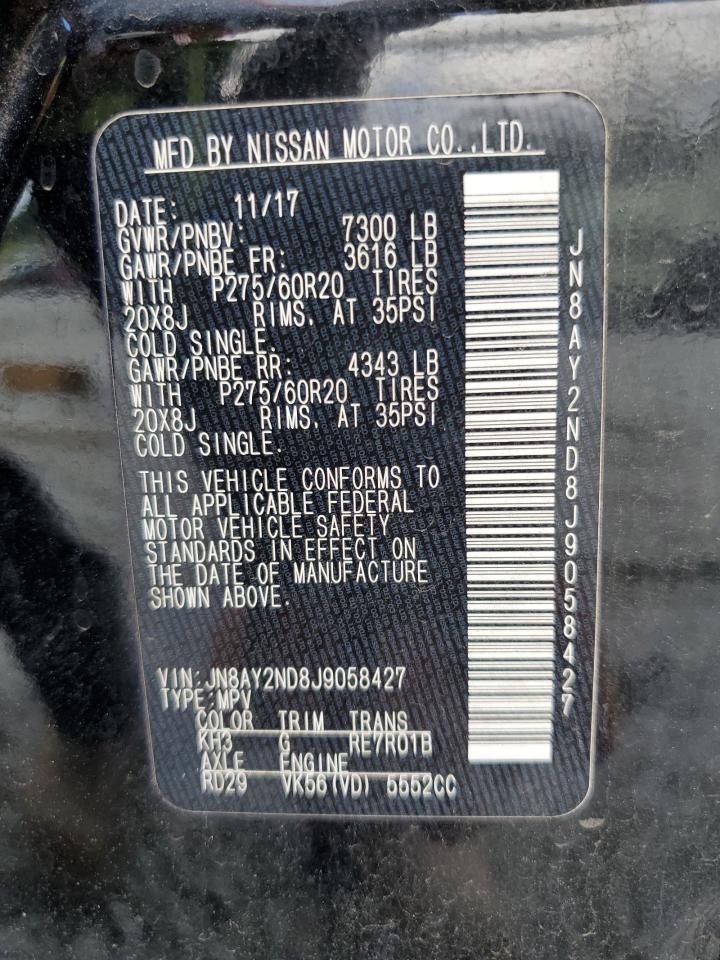 MFD BY NISSAN MOTOR CO.,LTD.
DATE: 11/17
GVWR/PNBV: 7300 LB
GAWR/PNBE FR: 3616 LB
WITH P275/60R20 TIRES
20X8J RIMS, AT 35PSI
COLD SINGLE.
GAWR/PNBE RR: 4343 LB
WITH P275/60R20 TIRES
20X8J RIMS, AT 35PSI
COLD SINGLE.
THIS VEHICLE CONFORMS TO
ALL APPLICABLE FEDERAL
MOTOR VEHICLE SAFETY
STANDARDS IN EFFECT ON
THE DATE OF MANUFACTURE
SHOWN ABOVE.
VIN:JN8AY2ND8J9058427
TYPE:MPV
COLOR TRIM TRANS
KH3 G RE7R01B
AXLE ENGINE
RD29 VK56(VD) 5552CC
JN8AY2ND8J9058427